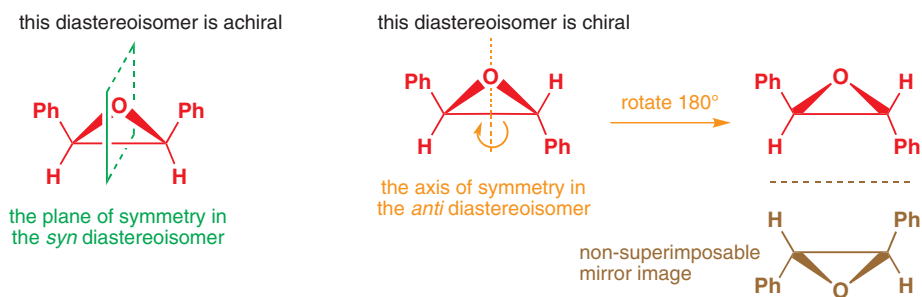 this diastereoisomer is achiral
O
Ph
Ph
H
H
the plane of symmetry in
the syn diastereoisomer
this diastereoisomer is chiral
O
Ph
H
H
Ph
the axis of symmetry in
the anti diastereoisomer
rotate 180°
O
Ph
H
H
Ph
non-superimposable
mirror image
H
Ph
Ph
O
H